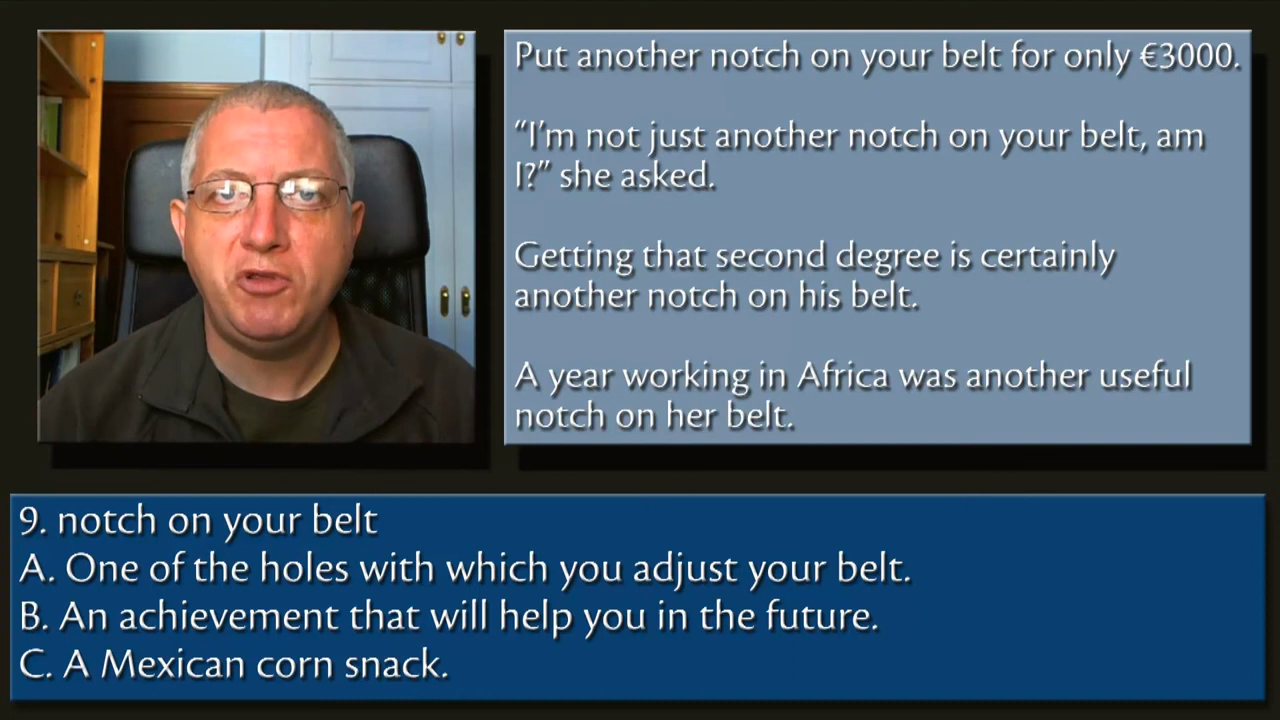 Put another notch on your belt for only €3000.
“I’m not just another notch on your belt, am
I?” she asked.
Getting that second degree is certainly
another notch on his belt.
A year working in Africa was another useful
notch on her belt.
9. notch on your belt
A. One of the holes with which you adjust your belt.
B. An achievement that will help you in the future.
C. A Mexican corn snack.